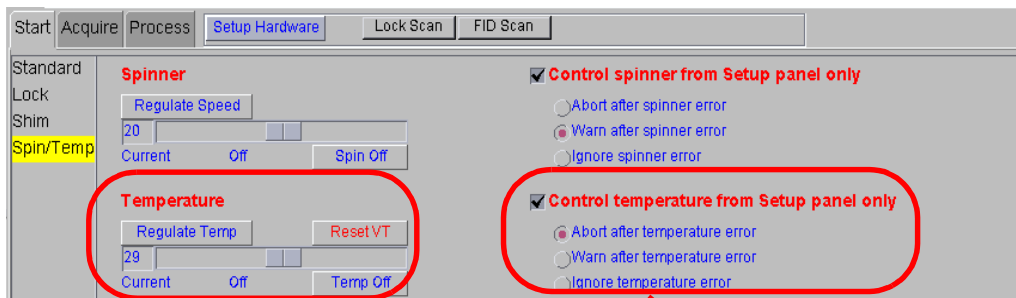 Start Acquire Process Setup Hardware Lock Scan FID Scan
Standard
Lock
Shim
Spin/Temp
Spinner
Regulate Speed
20
Current Off Spin Off
Temperature
Regulate Temp Reset VT
29
Current Off Temp Off
Control spinner from Setup panel only
Abort after spinner error
Warn after spinner error
Ignore spinner error
Control temperature from Setup panel only
Abort after temperature error
Warn after temperature error
Ignore temperature error